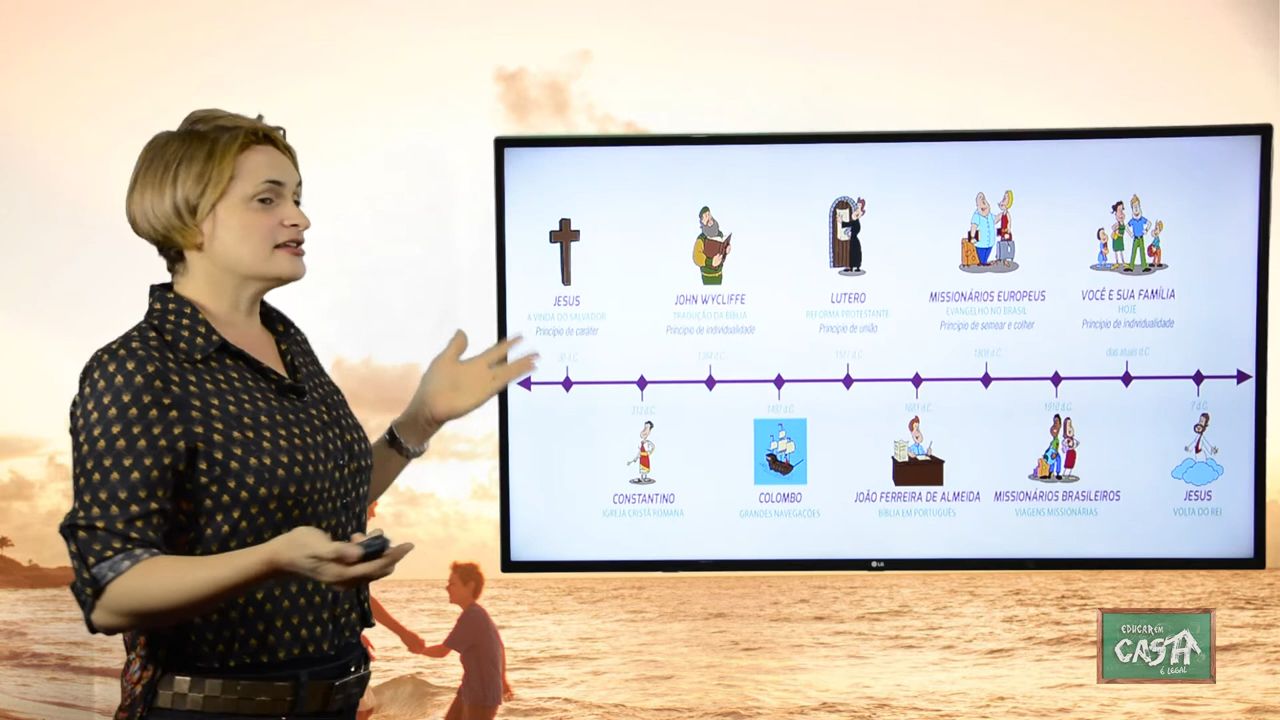 JESUS
A VINDA DO SALVADOR
Princípio de caráter
JOHN WYCLIFFE
TRADUÇÃO DA BÍBLIA
Princípio de individualidade
LUTERO
REFORMA PROTESTANTE
Princípio de união
MISSIONÁRIOS EUROPEUS
EVANGELHO NO BRASIL
Princípio de semear e colher
VOCÊ E SUA FAMÍLIA
HOJE
Princípio de individualidade
dias atuais d.C
CONSTANTINO
IGREJA CRISTÃ ROMANA
COLOMBO
GRANDES NAVEGAÇÕES
JOÃO FERREIRA DE ALMEIDA
BÍBLIA EM PORTUGUÊS
MISSIONÁRIOS BRASILEIROS
VIAGENS MISSIONÁRIAS
? d.C
JESUS
VOLTA DO REI
LG
EDUCAR EM
CASA
É LEGAL